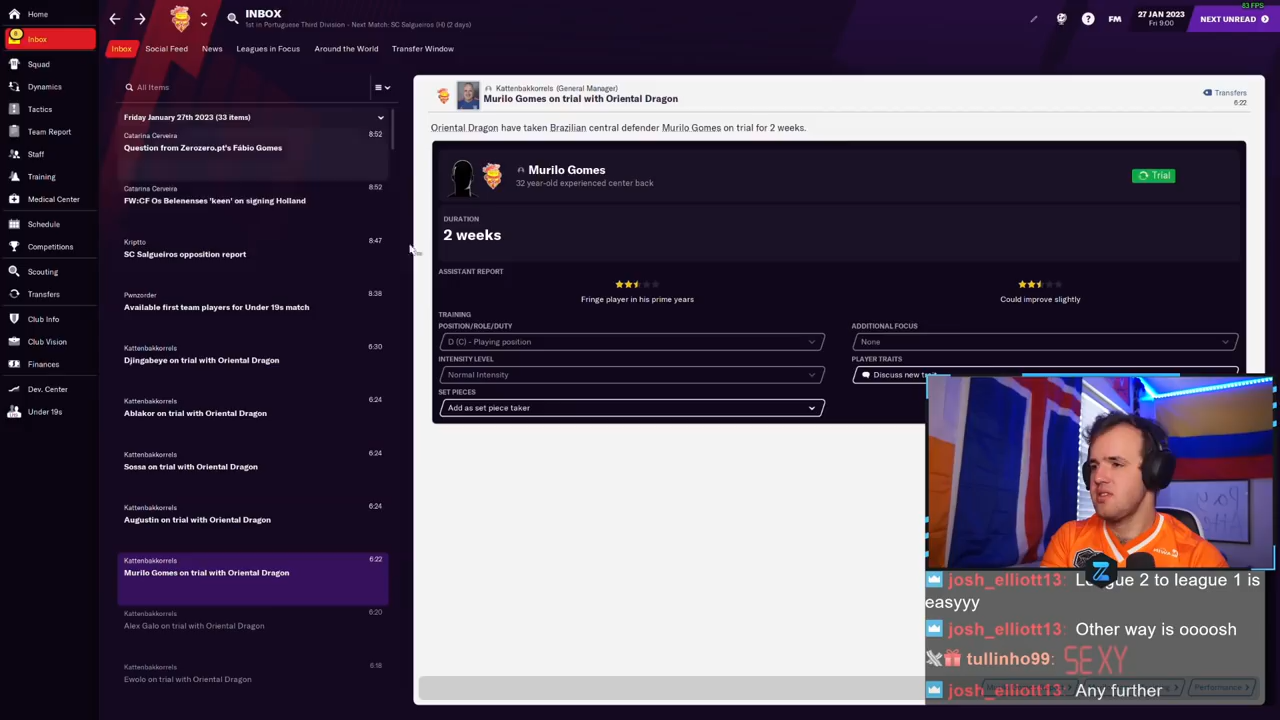 83 FPS
Home
INBOX
1st in Portuguese Third Division - Next Match: SC Salgueiros (H) (2 days)
27 JAN 2023
Fri 9:00
FM
NEXT UNREAD
Inbox
Inbox
Social Feed
News
Leagues in Focus
Around the World
Transfer Window
Squad
Dynamics
Tactics
Team Report
Staff
Training
Medical Center
Schedule
Competitions
Scouting
Transfers
Club Info
Club Vision
Finances
Dev. Center
Under 19s
All Items
Friday January 27th 2023 (33 items)
Catarina Cerveira
8:52
Question from Zerozero.pt's Fábio Gomes
Catarina Cerveira
8:52
FW:CF Os Belenenses 'keen' on signing Holland
Kriptto
8:47
SC Salgueiros opposition report
Pwnzorder
8:38
Available first team players for Under 19s match
Kattenbakkorrels
6:30
Djingabeye on trial with Oriental Dragon
Kattenbakkorrels
6:24
Ablakor on trial with Oriental Dragon
Kattenbakkorrels
6:24
Sossa on trial with Oriental Dragon
Kattenbakkorrels
6:24
Augustin on trial with Oriental Dragon
Kattenbakkorrels
6:22
Murilo Gomes on trial with Oriental Dragon
Kattenbakkorrels
6:20
Alex Galo on trial with Oriental Dragon
Kattenbakkorrels
6:18
Ewolo on trial with Oriental Dragon
Kattenbakkorrels (General Manager)
Murilo Gomes on trial with Oriental Dragon
Transfers
6:22
Oriental Dragon have taken Brazilian central defender Murilo Gomes on trial for 2 weeks.
Murilo Gomes
32 year-old experienced center back
Trial
DURATION
2 weeks
ASSISTANT REPORT
Fringe player in his prime years
Could improve slightly
TRAINING
POSITION/ROLE/DUTY
D (C) - Playing position
ADDITIONAL FOCUS
None
INTENSITY LEVEL
Normal Intensity
PLAYER TRAITS
Discuss new trait
SET PIECES
Add as set piece taker
josh_elliott13: League 2 to league 1 is
easyyy
josh_elliott13: Other way is oooosh
tullinho99: SEXY
josh_elliott13: Any further
Performance